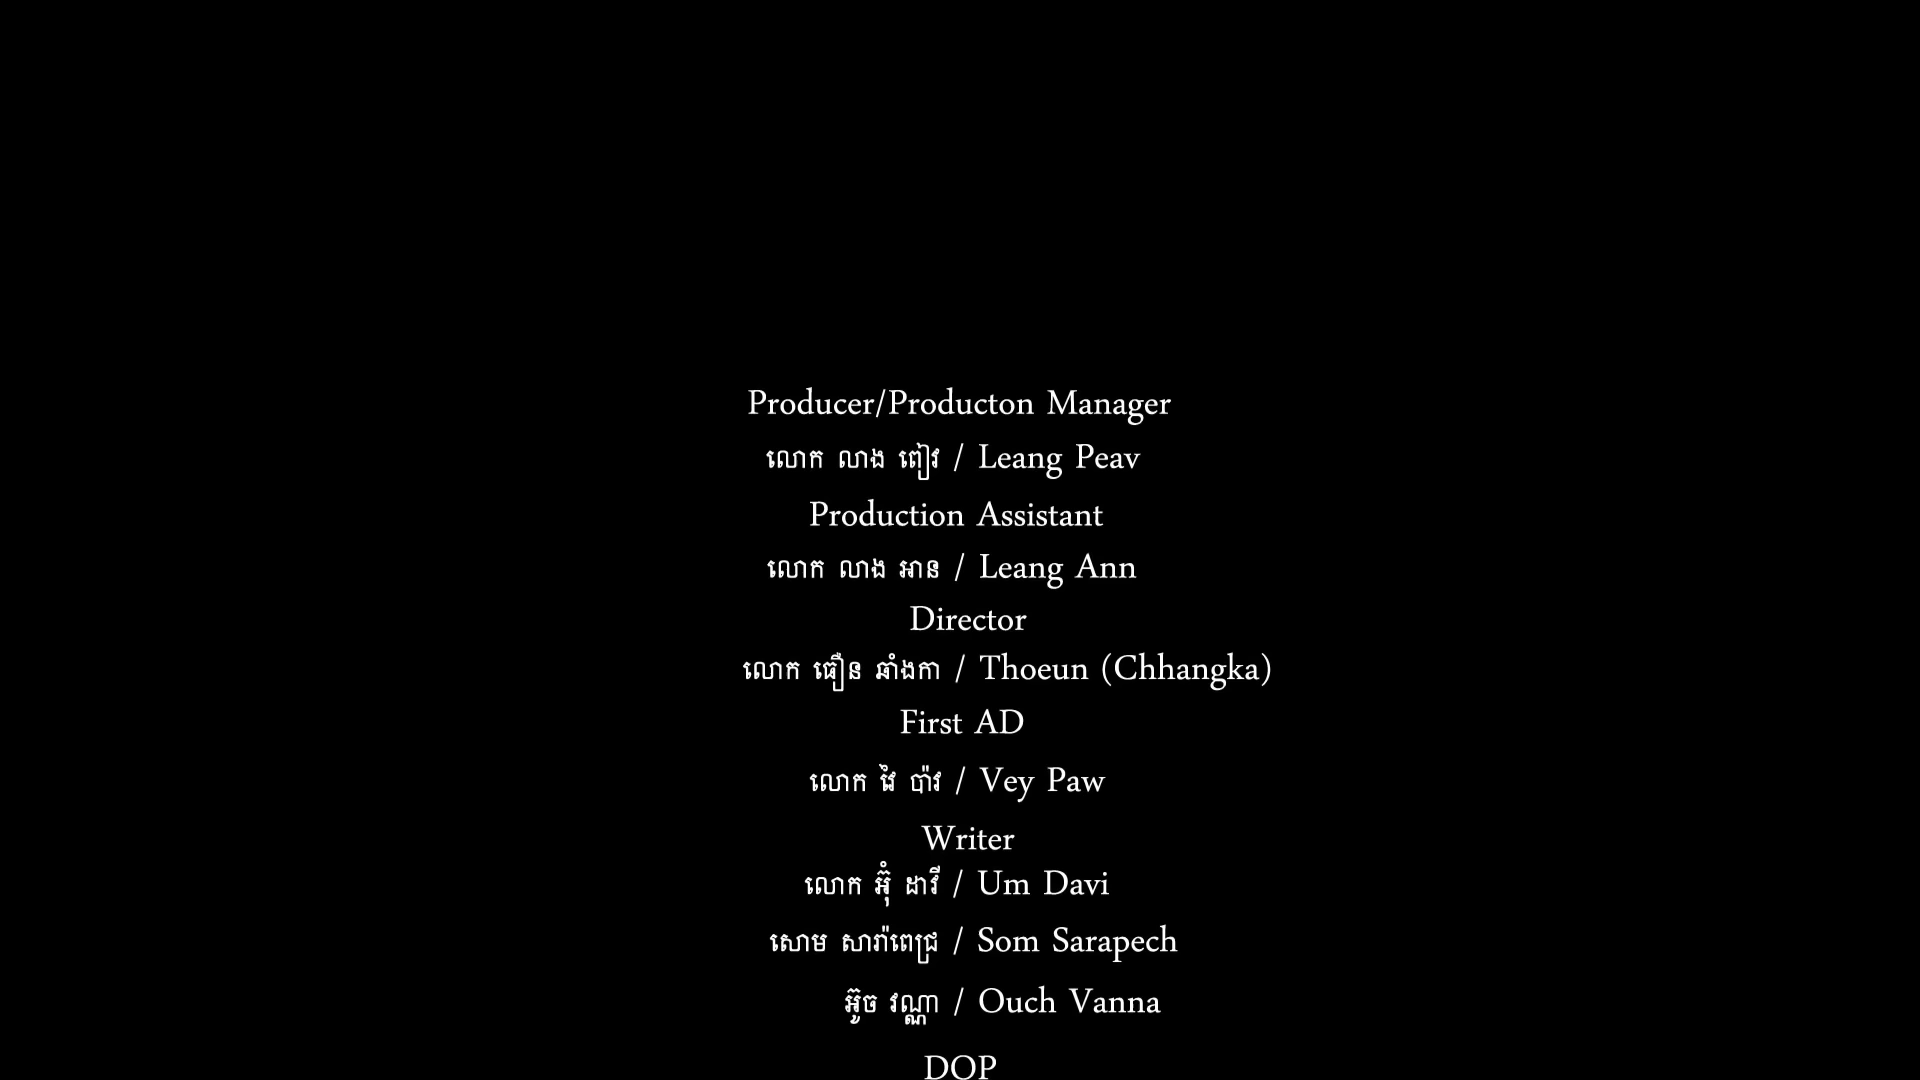 Producer/Producton Manager
លោក លាង ពៀវ / Leang Peav
Production Assistant
លោក លាង អាន / Leang Ann
Director
លោក ធឿន ឆាំងកា / Thoeun (Chhangka)
First AD
លោក វៃ ប៉ាវ / Vey Paw
Writer
លោក អ៊ុំ ដាវី / Um Davi
សោម សារ៉ាពេជ្រ / Som Sarapech
អ៊ូច វណ្ណា / Ouch Vanna
DOP